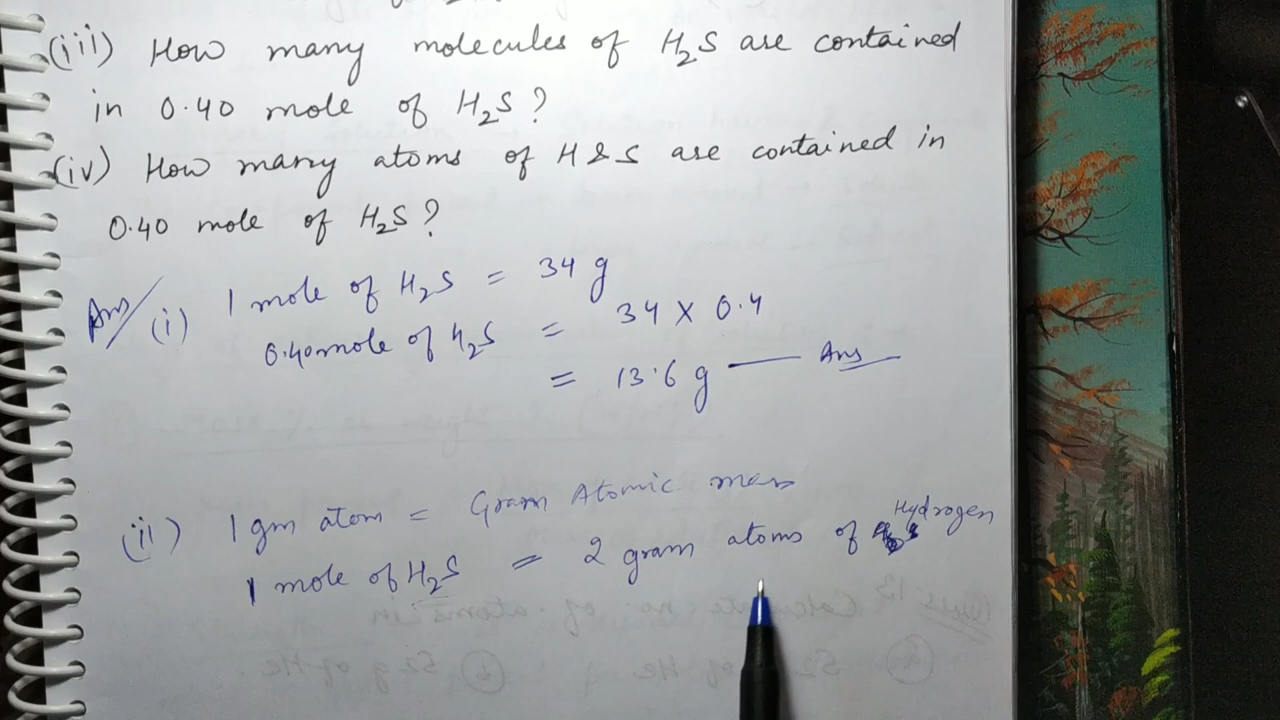 (iii) How many molecules of H₂S are contained
in 0.40 mole of H₂S?
(iv) How many atoms of H & S are contained in
0.40 mole of H₂S?
Ans/ (i) 1 mole of H₂S = 34 g
0.40 mole of H₂S = 34 X 0.4
= 13.6 g — Ans —
(ii) 1 gm atom = Gram Atomic mass
1 mole of H₂S = 2 gram atoms of Hydrogen